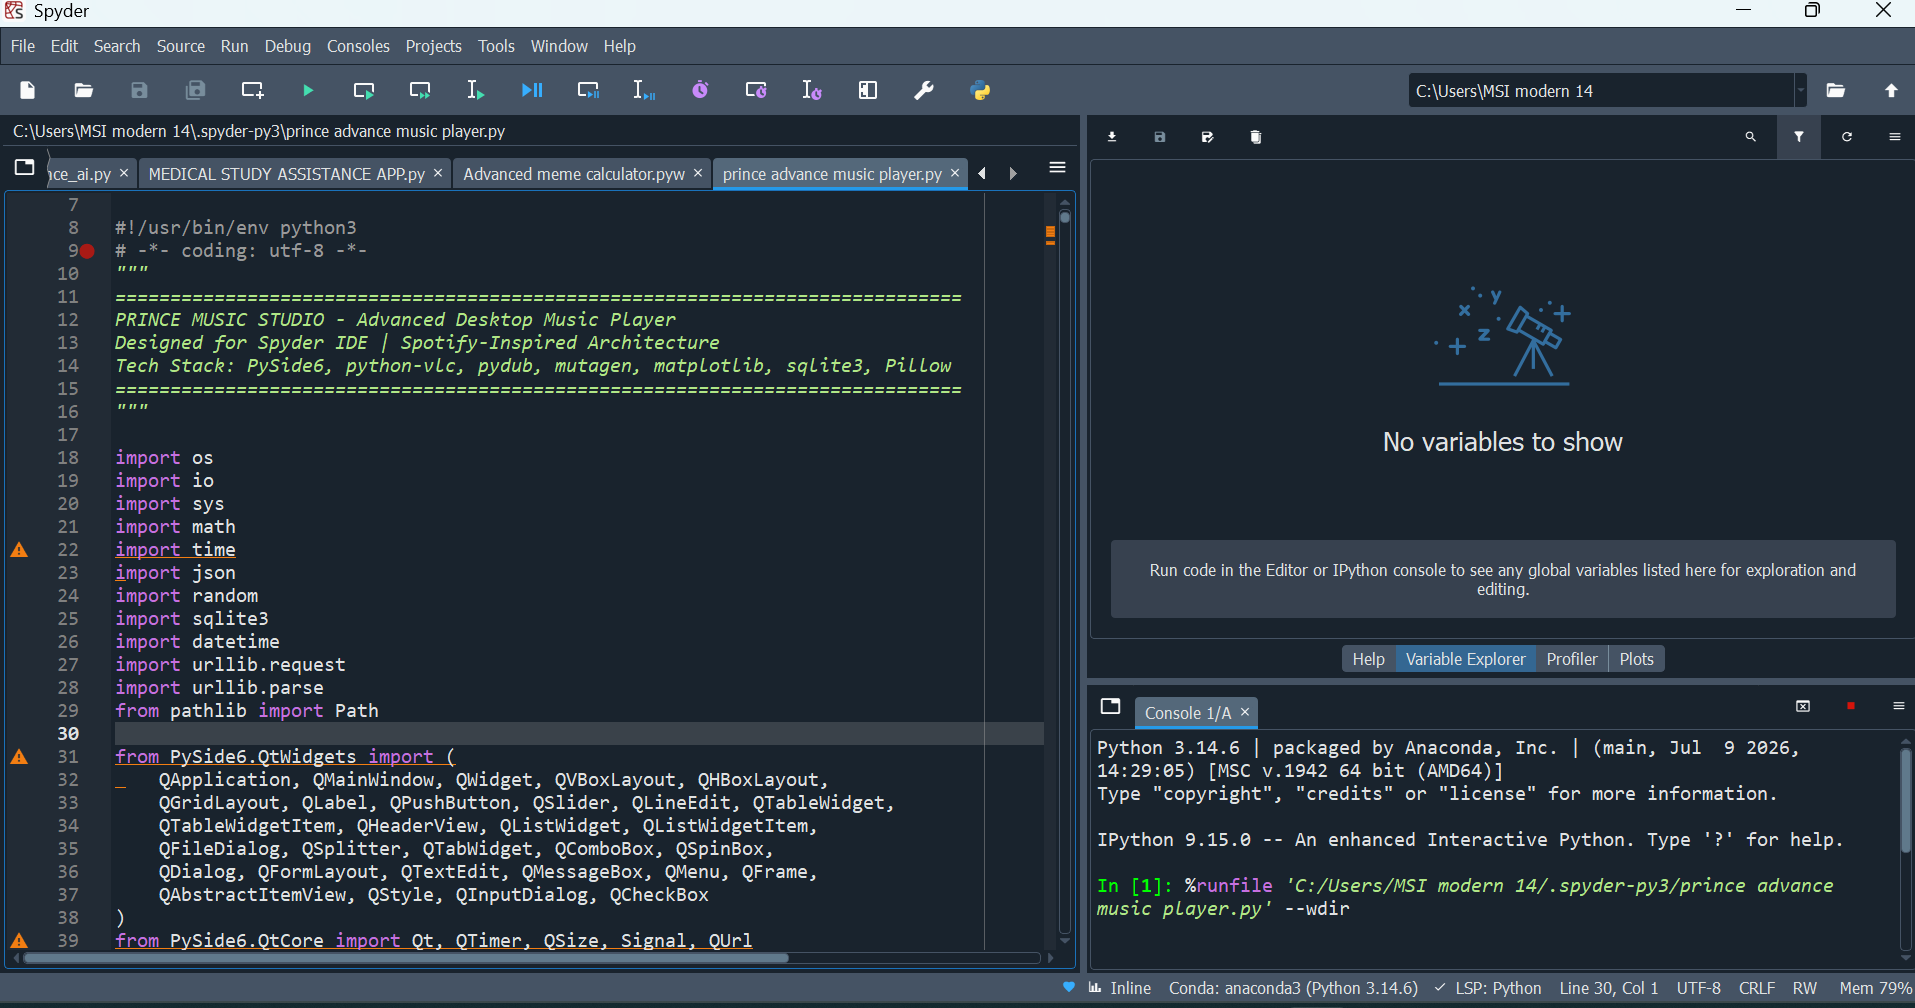 Spyder
File Edit Search Source Run Debug Consoles Projects Tools Window Help
C:\Users\MSI modern 14
C:\Users\MSI modern 14\.spyder-py3\prince advance music player.py
ce_ai.py MEDICAL STUDY ASSISTANCE APP.py Advanced meme calculator.pyw prince advance music player.py
7
8 #!/usr/bin/env python3
9 # -*- coding: utf-8 -*-
10 """
11 =============================================================================
12 PRINCE MUSIC STUDIO - Advanced Desktop Music Player
13 Designed for Spyder IDE | Spotify-Inspired Architecture
14 Tech Stack: PySide6, python-vlc, pydub, mutagen, matplotlib, sqlite3, Pillow
15 =============================================================================
16 """
17
18 import os
19 import io
20 import sys
21 import math
22 import time
23 import json
24 import random
25 import sqlite3
26 import datetime
27 import urllib.request
28 import urllib.parse
29 from pathlib import Path
30
31 from PySide6.QtWidgets import (
32     QApplication, QMainWindow, QWidget, QVBoxLayout, QHBoxLayout,
33     QGridLayout, QLabel, QPushButton, QSlider, QLineEdit, QTableWidget,
34     QTableWidgetItem, QHeaderView, QListWidget, QListWidgetItem,
35     QFileDialog, QSplitter, QTabWidget, QComboBox, QSpinBox,
36     QDialog, QFormLayout, QTextEdit, QMessageBox, QMenu, QFrame,
37     QAbstractItemView, QStyle, QInputDialog, QCheckBox
38 )
39 from PySide6.QtCore import Qt, QTimer, QSize, Signal, QUrl
x y z
No variables to show
Run code in the Editor or IPython console to see any global variables listed here for exploration and
editing.
Help Variable Explorer Profiler Plots
Console 1/A
Python 3.14.6 | packaged by Anaconda, Inc. | (main, Jul  9 2026,
14:29:05) [MSC v.1942 64 bit (AMD64)]
Type "copyright", "credits" or "license" for more information.
IPython 9.15.0 -- An enhanced Interactive Python. Type '?' for help.
In [1]: %runfile 'C:/Users/MSI modern 14/.spyder-py3/prince advance
music player.py' --wdir
Inline Conda: anaconda3 (Python 3.14.6) LSP: Python Line 30, Col 1 UTF-8 CRLF RW Mem 79%